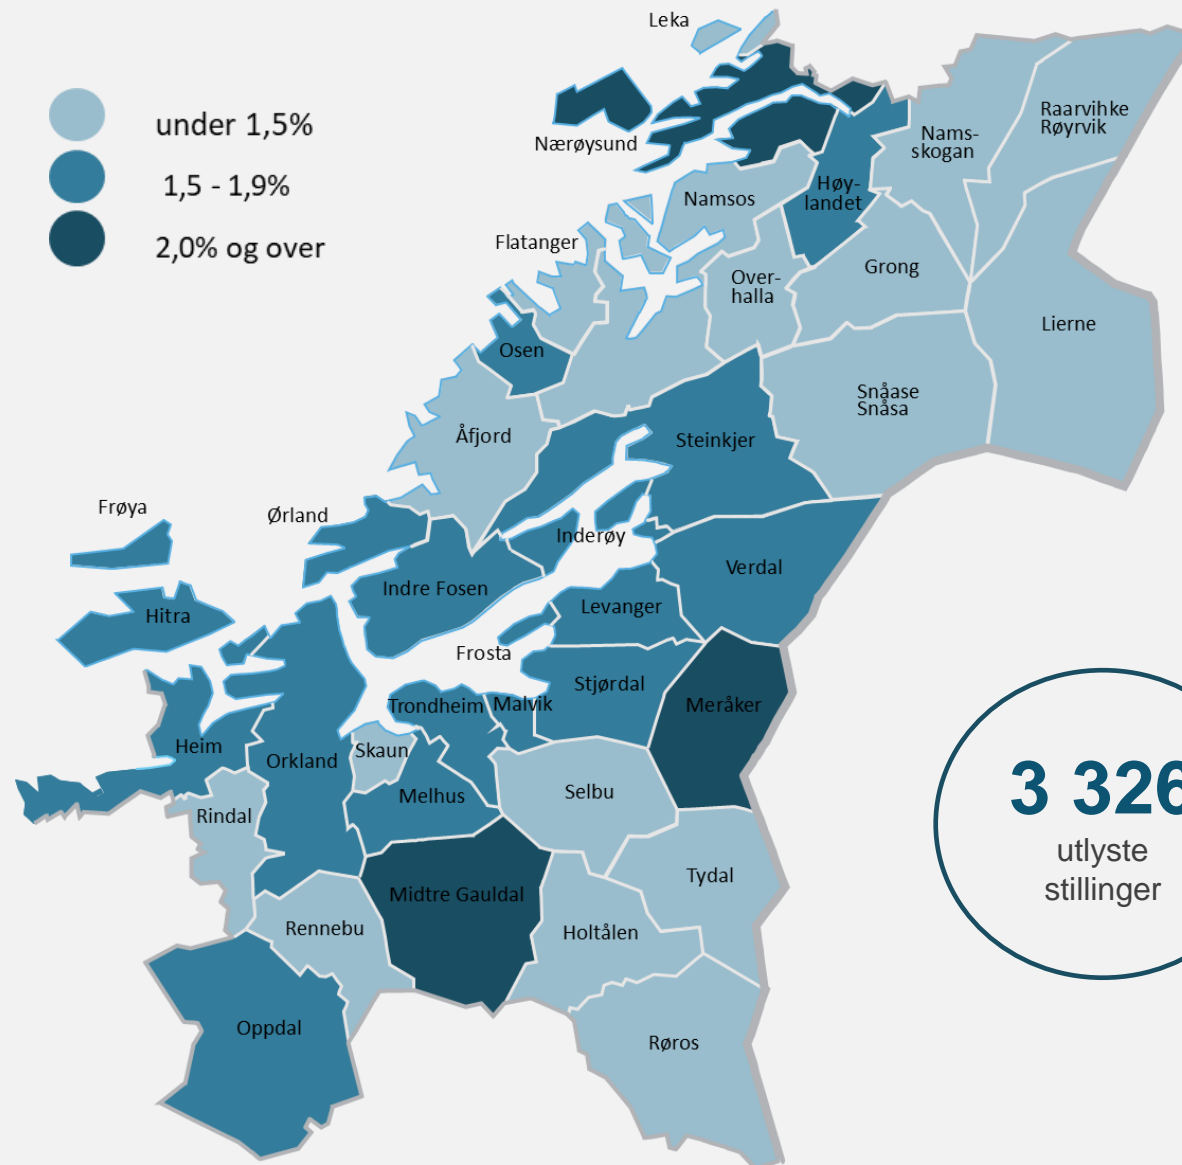 Leka
under 1,5%
1,5 - 1,9%
2,0% og over
Nærøysund
Raarvihke
Røyrvik
Nams-
skogan
Høy-
landet
Namsos
Flatanger
Over-
halla
Grong
Lierne
Osen
Snåase
Snåsa
Åfjord
Steinkjer
Frøya
Ørland
Inderøy
Verdal
Indre Fosen
Hitra
Levanger
Frosta
Stjørdal
Trondheim
Malvik
Meråker
Heim
Skaun
Orkland
Melhus
Selbu
3 326
utlyste
stillinger
Rindal
Tydal
Midtre Gauldal
Rennebu
Holtålen
Oppdal
Røros